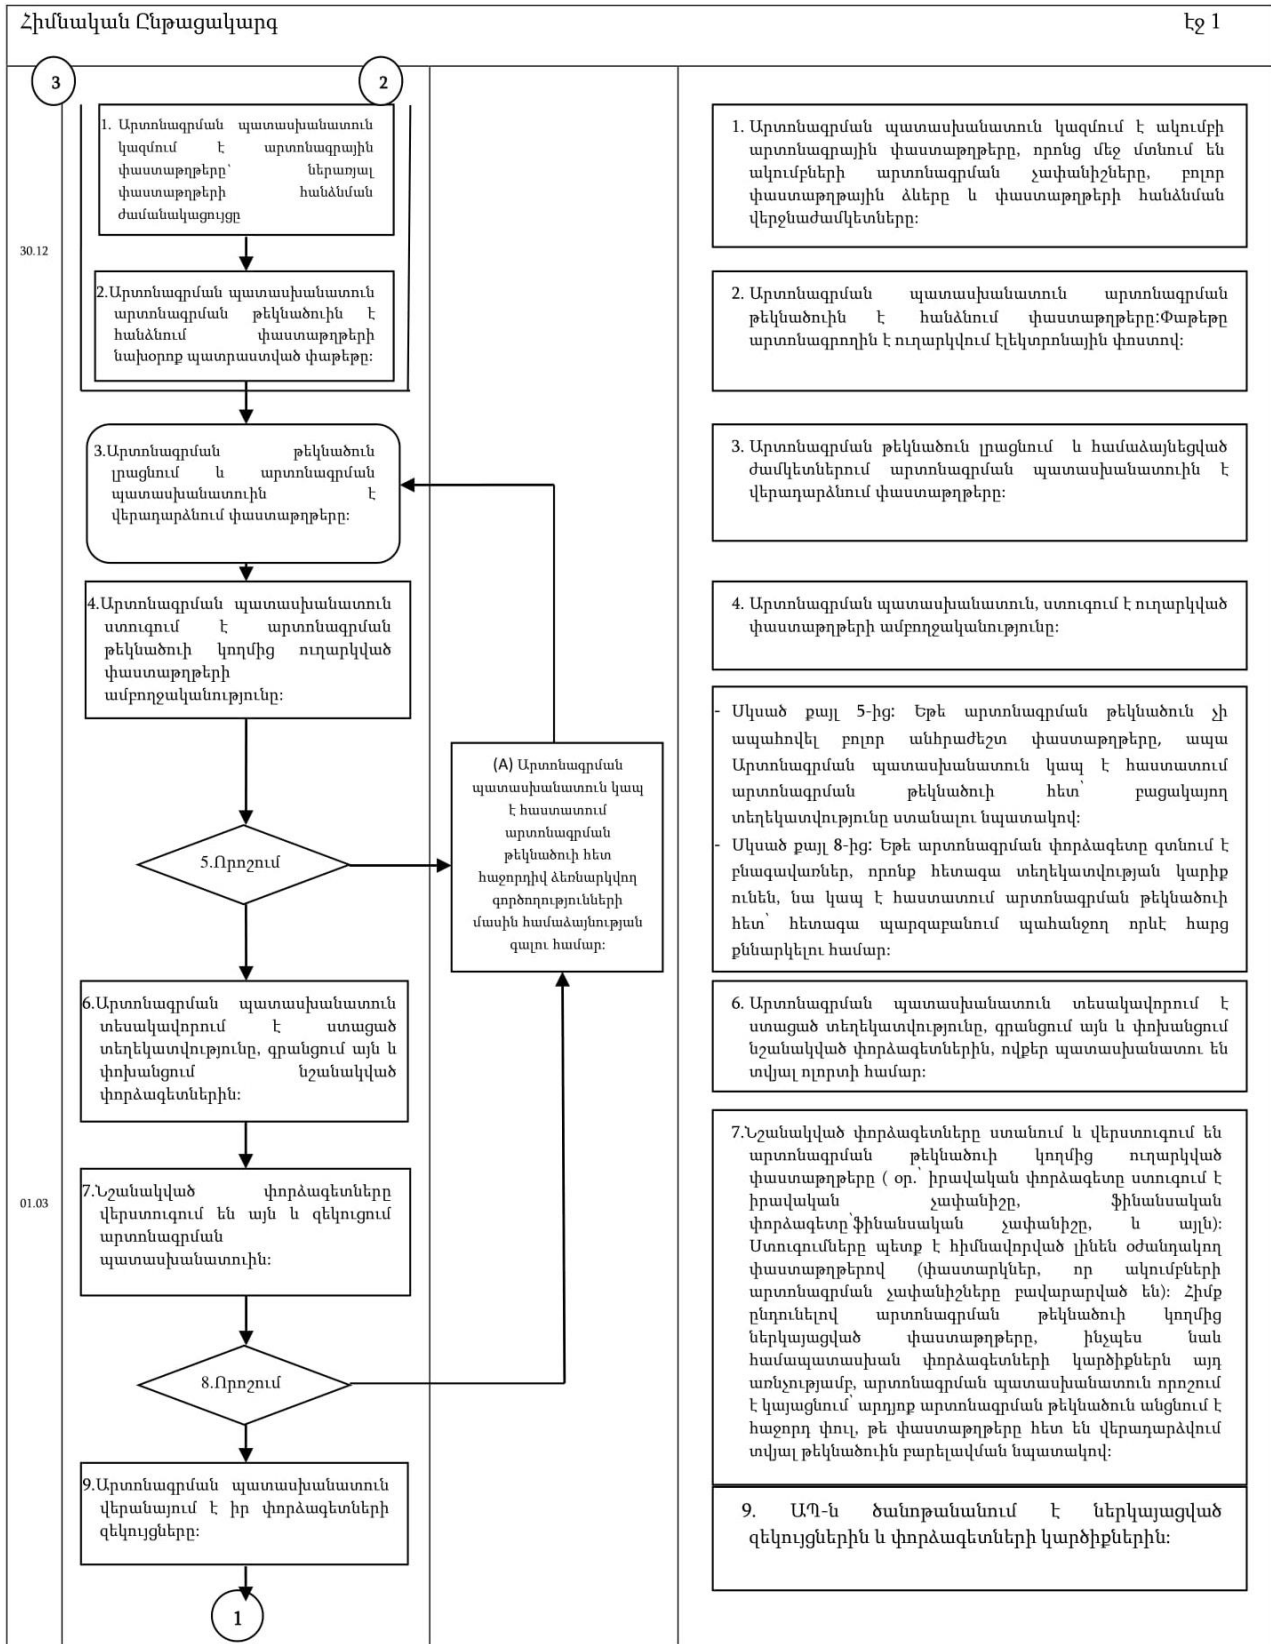 Հիմնական Ընթացակարգ
էջ 1
3
2
1. Արտոնագրման պատասխանատուն
կազմում է արտոնագրային
փաստաթղթերը՝ ներառյալ
փաստաթղթերի հանձնման
ժամանակացույցը
30.12
2.Արտոնագրման պատասխանատուն
արտոնագրման թեկնածուին է
հանձնում փաստաթղթերի
նախօրոք պատրաստված փաթեթը։
3.Արտոնագրման թեկնածուն
լրացնում և արտոնագրման
պատասխանատուին է
վերադարձնում փաստաթղթերը։
4.Արտոնագրման պատասխանատուն
ստուգում է արտոնագրման
թեկնածուի կողմից ուղարկված
փաստաթղթերի
ամբողջականությունը։
5.Որոշում
(A) Արտոնագրման
պատասխանատուն կապ
է հաստատում
արտոնագրման
թեկնածուի հետ
հաջորդիվ ձեռնարկվող
գործողությունների
մասին համաձայնության
գալու համար։
6.Արտոնագրման պատասխանատուն
տեսակավորում է ստացած
տեղեկատվությունը, գրանցում այն և
փոխանցում նշանակված
փորձագետներին։
01.03
7.Նշանակված փորձագետները
վերստուգում են այն և զեկուցում
արտոնագրման
պատասխանատուին։
8.Որոշում
9.Արտոնագրման պատասխանատուն
վերանայում է իր փորձագետների
զեկույցները։
1
1. Արտոնագրման պատասխանատուն կազմում է ակումբի
արտոնագրային փաստաթղթերը, որոնց մեջ մտնում են
ակումբների արտոնագրման չափանիշները, բոլոր
փաստաթղթային ձևերը և փաստաթղթերի հանձնման
վերջնաժամկետները։
2. Արտոնագրման պատասխանատուն արտոնագրման
թեկնածուին է հանձնում փաստաթղթերը:Փաթեթը
արտոնագրողին է ուղարկվում էլեկտրոնային փոստով։
3. Արտոնագրման թեկնածուն լրացնում և համաձայնեցված
ժամկետներում արտոնագրման պատասխանատուին է
վերադարձնում փաստաթղթերը։
4. Արտոնագրման պատասխանատուն, ստուգում է ուղարկված
փաստաթղթերի ամբողջականությունը։
- Սկսած քայլ 5-ից: Եթե արտոնագրման թեկնածուն չի
ապահովել բոլոր անհրաժեշտ փաստաթղթերը, ապա
Արտոնագրման պատասխանատուն կապ է հաստատում
արտոնագրման թեկնածուի հետ՝ բացակայող
տեղեկատվությունը ստանալու նպատակով։
- Սկսած քայլ 8-ից: Եթե արտոնագրման փորձագետը գտնում է
բնագավառներ, որոնք հետագա տեղեկատվության կարիք
ունեն, նա կապ է հաստատում արտոնագրման թեկնածուի
հետ՝ հետագա պարզաբանում պահանջող որևէ հարց
քննարկելու համար։
6. Արտոնագրման պատասխանատուն տեսակավորում է
ստացած տեղեկատվությունը, գրանցում այն և փոխանցում
նշանակված փորձագետներին, ովքեր պատասխանատու են
տվյալ ոլորտի համար։
7.Նշանակված փորձագետները ստանում և վերստուգում են
արտոնագրման թեկնածուի կողմից ուղարկված
փաստաթղթերը ( օր.՝ իրավական փորձագետը ստուգում է
իրավական չափանիշը, ֆինանսական
փորձագետը՝ֆինանսական չափանիշը, և այլն)։
Ստուգումները պետք է հիմնավորված լինեն օժանդակող
փաստաթղթերով (փաստարկներ, որ ակումբների
արտոնագրման չափանիշները բավարարված են)։ Հիմք
ընդունելով արտոնագրման թեկնածուի կողմից
ներկայացված փաստաթղթերը, ինչպես նաև
համապատասխան փորձագետների կարծիքներն այդ
առնչությամբ, արտոնագրման պատասխանատուն որոշում
է կայացնում՝ արդյոք արտոնագրման թեկնածուն անցնում է
հաջորդ փուլ, թե փաստաթղթերը հետ են վերադարձվում
տվյալ թեկնածուին բարելավման նպատակով։
9. ԱՊ-ն ծանոթանանում է ներկայացված
զեկույցներին և փորձագետների կարծիքներին։